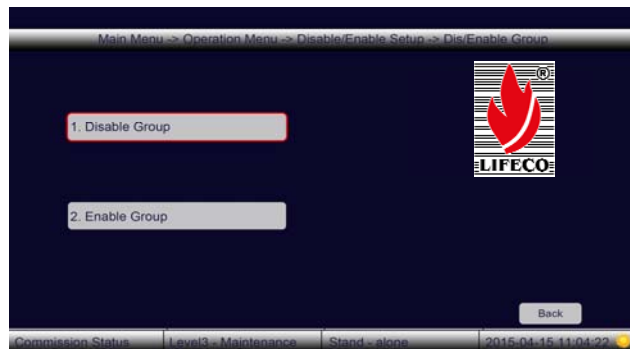 Main Menu -> Operation Menu -> Disable/Enable Setup -> Dis/Enable Group
®
1. Disable Group
LIFECO
2. Enable Group
Back
Commission Status Level3 - Maintenance Stand - alone 2015-04-15 11:04:22